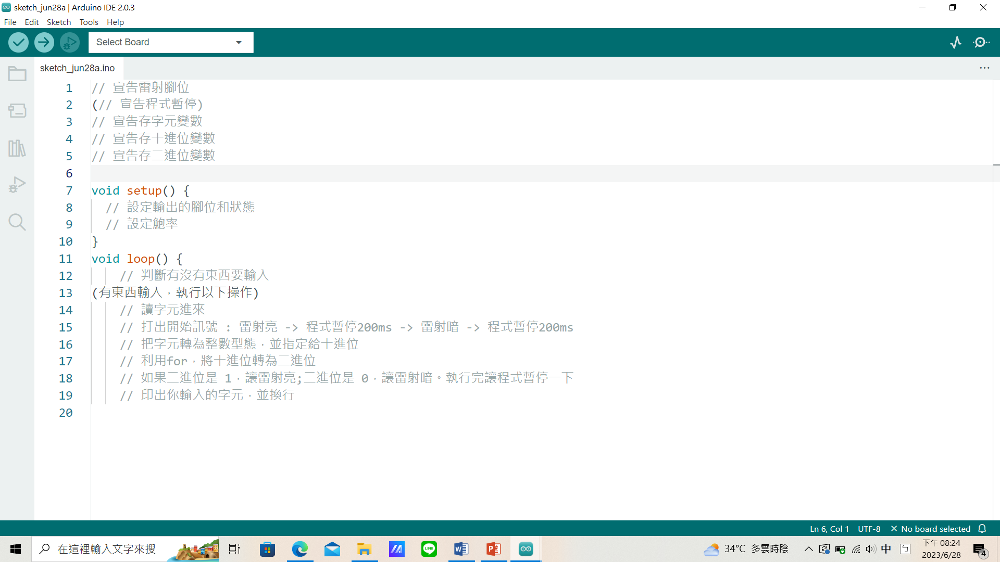 sketch_jun28a | Arduino IDE 2.0.3
File Edit Sketch Tools Help
Select Board
sketch_jun28a.ino
1 // 宣告雷射腳位
2 (// 宣告程式暫停)
3 // 宣告存字元變數
4 // 宣告存十進位變數
5 // 宣告存二進位變數
6
7 void setup() {
8 // 設定輸出的腳位和狀態
9 // 設定鮑率
10 }
11 void loop() {
12 // 判斷有沒有東西要輸入
13 (有東西輸入，執行以下操作)
14 // 讀字元進來
15 // 打出開始訊號 : 雷射亮 -> 程式暫停200ms -> 雷射暗 -> 程式暫停200ms
16 // 把字元轉為整數型態，並指定給十進位
17 // 利用for，將十進位轉為二進位
18 // 如果二進位是 1，讓雷射亮;二進位是 0，讓雷射暗。執行完讓程式暫停一下
19 // 印出你輸入的字元，並換行
20
Ln 6, Col 1 UTF-8 × No board selected
在這裡輸入文字來搜
LINE
34°C 多雲時陰
中
ㄅ
下午 08:24
2023/6/28
4